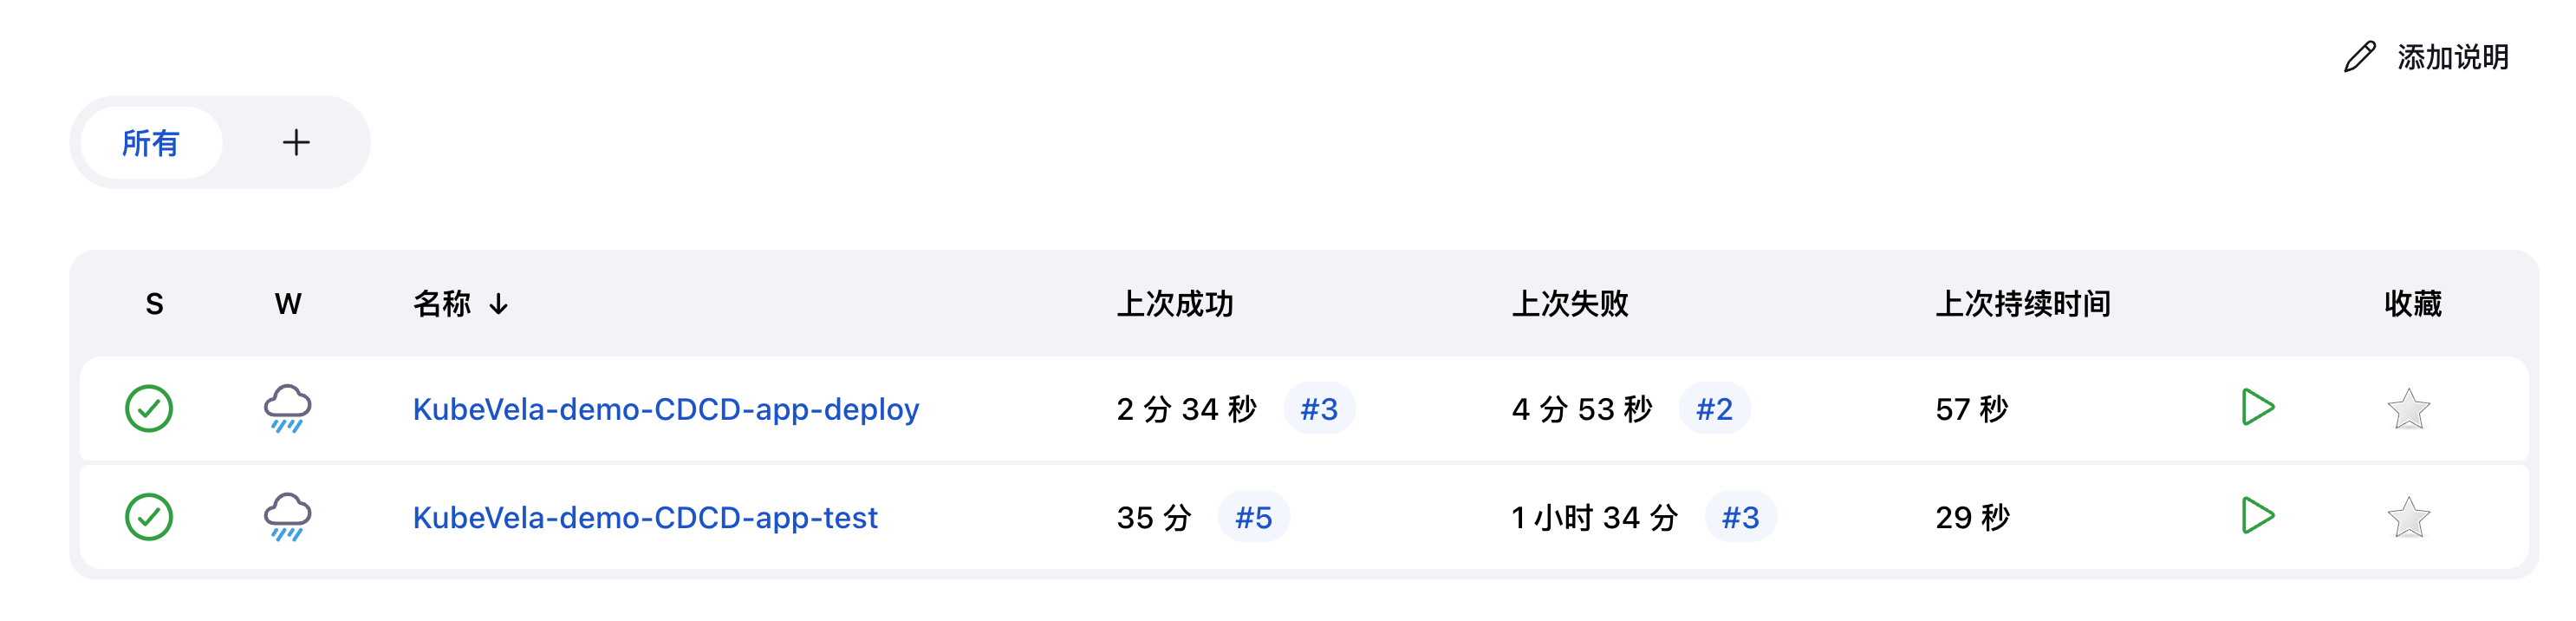 添加说明
所有 +
S W 名称 ↓ 上次成功 上次失败 上次持续时间 收藏
KubeVela-demo-CDCD-app-deploy 2 分 34 秒 #3 4 分 53 秒 #2 57 秒
KubeVela-demo-CDCD-app-test 35 分 #5 1 小时 34 分 #3 29 秒